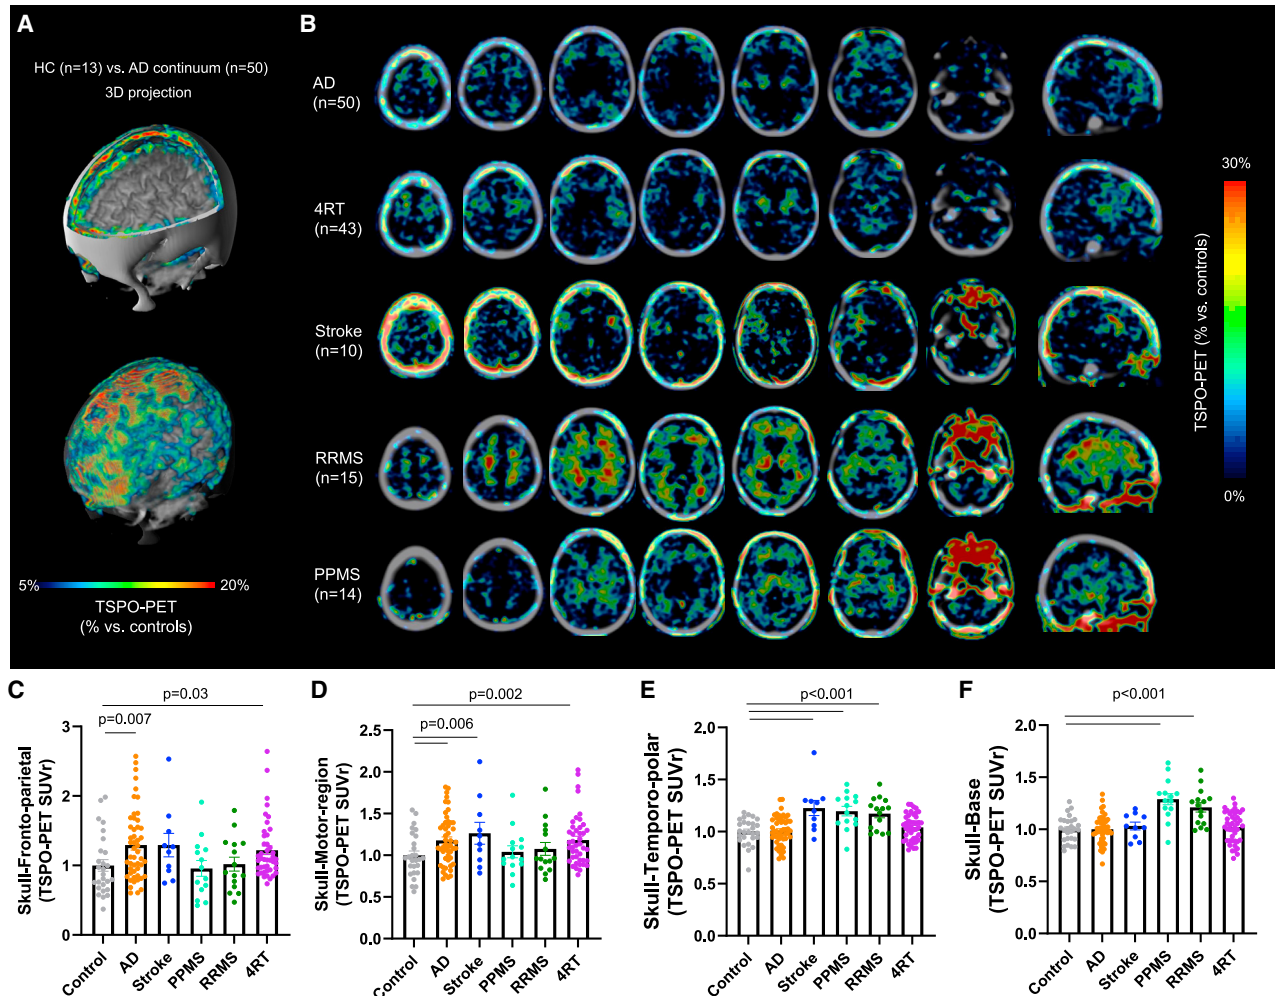 A
HC (n=13) vs. AD continuum (n=50)
3D projection
5%
20%
TSPO-PET
(% vs. controls)
B
AD
(n=50)
4RT
(n=43)
Stroke
(n=10)
RRMS
(n=15)
PPMS
(n=14)
30%
TSPO-PET (% vs. controls)
0%
C
p=0.03
p=0.007
Skull-Fronto-parietal
(TSPO-PET SUVr)
3
2
1
0
Control
AD
Stroke
PPMS
RRMS
4RT
D
p=0.002
p=0.006
Skull-Motor-region
(TSPO-PET SUVr)
2.5
2.0
1.5
1.0
0.5
0.0
Control
AD
Stroke
PPMS
RRMS
4RT
E
p<0.001
Skull-Temporo-polar
(TSPO-PET SUVr)
2.0
1.5
1.0
0.5
0.0
Control
AD
Stroke
PPMS
RRMS
4RT
F
p<0.001
Skull-Base
(TSPO-PET SUVr)
2.0
1.5
1.0
0.5
0.0
Control
AD
Stroke
PPMS
RRMS
4RT